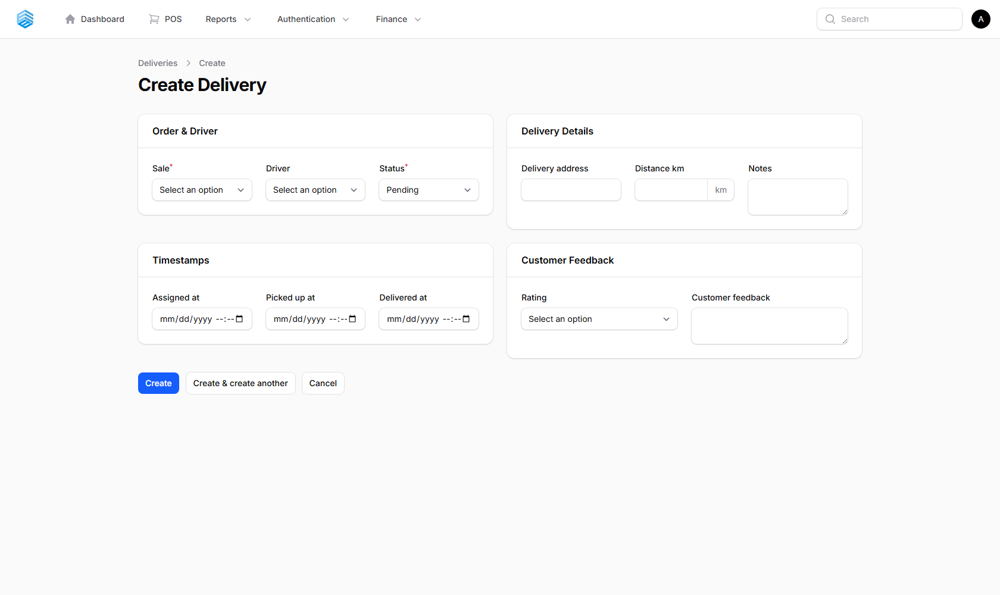 Dashboard
POS
Reports
Authentication
Finance
Search
A
Deliveries
Create
Create Delivery
Order & Driver
Sale*
Driver
Status*
Select an option
Select an option
Pending
Delivery Details
Delivery address
Distance km
Notes
km
Timestamps
Assigned at
Picked up at
Delivered at
mm/dd/yyyy --:--
mm/dd/yyyy --:--
mm/dd/yyyy --:--
Customer Feedback
Rating
Customer feedback
Select an option
Create
Create & create another
Cancel